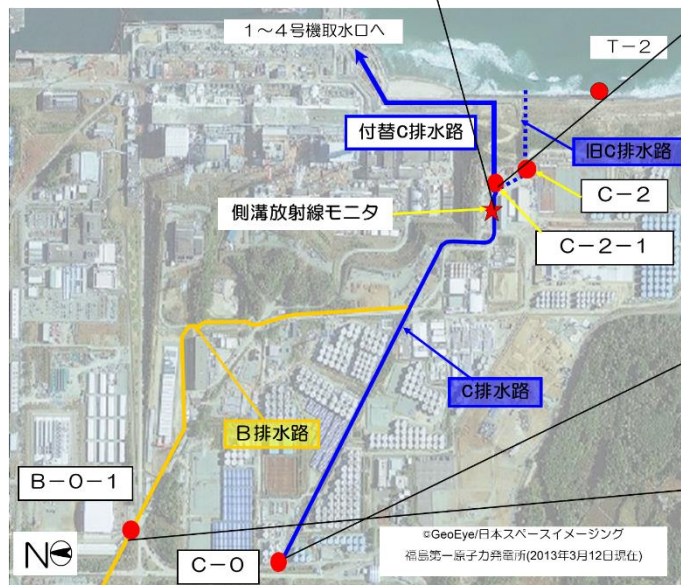 1~4号機取水口へ
T-2
付替C排水路
旧C排水路
C-2
側溝放射線モニタ
C-2-1
C排水路
B排水路
B-0-1
C-0
N
©GeoEye/日本スペースイメージング
福島第一原子力発電所(2013年3月12日現在)